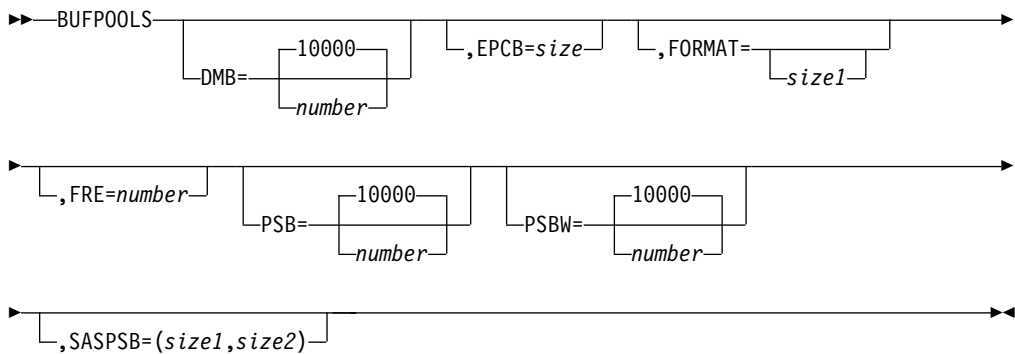 BUFPOOLS
DMB=
10000
number
,EPCB=size
,FORMAT=
size1
,FRE=number
PSB=
10000
number
PSBW=
10000
number
,SASPSB=(size1,size2)